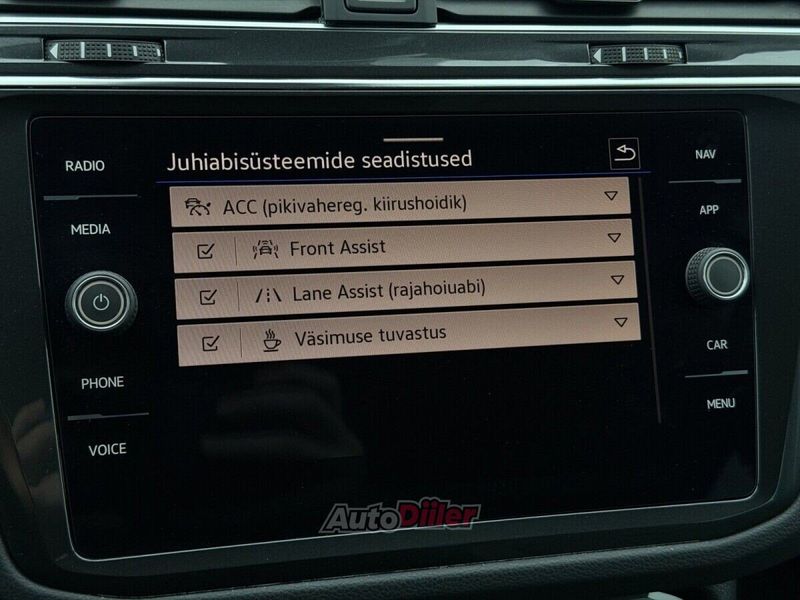 Juhiabisüsteemide seadistused
RADIO
MEDIA
PHONE
VOICE
ACC (pikivahereg. kiirushoidik)
Front Assist
Lane Assist (rajahoiuabi)
Väsimuse tuvastus
NAV
APP
CAR
MENU
AutoDiiler